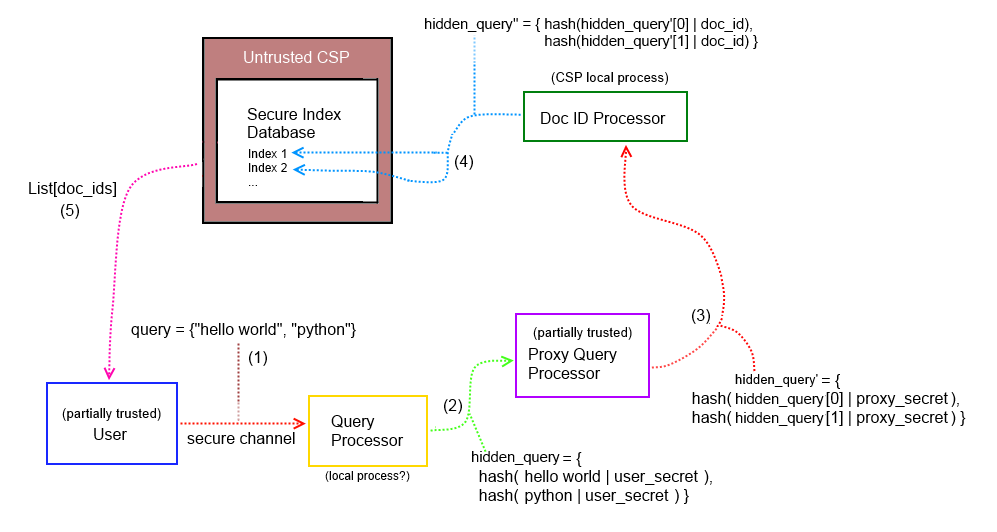 hidden_query'' = { hash(hidden_query'[0] | doc_id),
hash(hidden_query'[1] | doc_id) }
Untrusted CSP
(CSP local process)
Secure Index
Database
Index 1
Index 2
...
Doc ID Processor
(4)
List[doc_ids]
(5)
query = {"hello world", "python"}
(1)
(3)
(partially trusted)
Proxy Query
Processor
hidden_query' = {
hash( hidden_query[0] | proxy_secret ),
hash( hidden_query[1] | proxy_secret ) }
(partially trusted)
User
secure channel
Query
Processor
(local process?)
(2)
hidden_query = {
hash( hello world | user_secret ),
hash( python | user_secret ) }